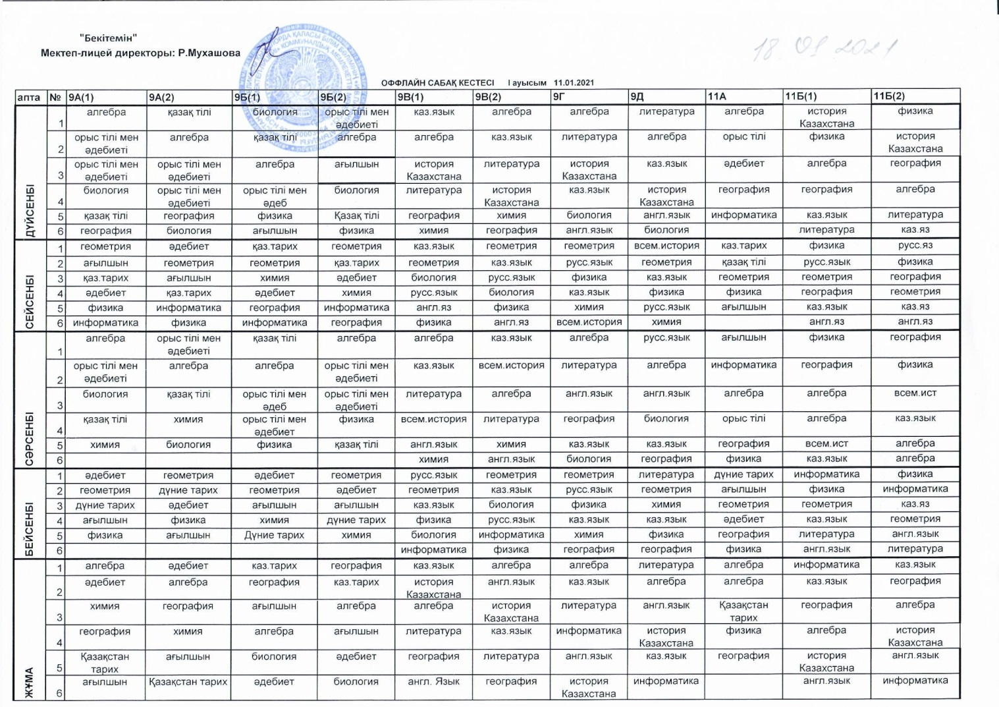 "Бекітемін"
Мектеп-лицей директоры: Р.Мухашова
18 01 2021
ОФФЛАЙН САБАҚ КЕСТЕСІ I ауысым 11.01.2021
апта № 9А(1) 9А(2) 9Б(1) 9Б(2) 9В(1) 9В(2) 9Г 9Д 11А 11Б(1) 11Б(2)
ДҮЙСЕНБІ
1 алгебра қазақ тілі биология орыс тілі мен әдебиеті каз.язык алгебра алгебра литература алгебра история Казахстана физика
2 орыс тілі мен әдебиеті алгебра қазақ тілі алгебра алгебра каз.язык литература алгебра орыс тілі физика история Казахстана
3 орыс тілі мен әдебиеті орыс тілі мен әдебиеті алгебра ағылшын история Казахстана литература история Казахстана каз.язык әдебиет алгебра география
4 биология орыс тілі мен әдебиеті орыс тілі мен әдеб биология литература история Казахстана каз.язык история Казахстана география география алгебра
5 қазақ тілі география физика Қазақ тілі география химия биология англ.язык информатика каз.язык литература
6 география биология ағылшын физика химия география англ.язык биология литература каз.яз
СЕЙСЕНБІ
1 геометрия әдебиет қаз.тарих геометрия каз.язык геометрия геометрия всем.история каз.тарих физика русс.яз
2 ағылшын геометрия геометрия қаз.тарих геометрия каз.язык русс.язык геометрия қазақ тілі русс.язык физика
3 қаз.тарих ағылшын химия әдебиет биология русс.язык физика каз.язык геометрия геометрия география
4 әдебиет қаз.тарих әдебиет химия русс.язык биология каз.язык физика физика география геометрия
5 физика информатика география информатика англ.яз физика химия русс.язык ағылшын каз.язык каз.яз
6 информатика физика информатика география физика англ.яз всем.история химия англ.яз англ.яз
СӘРСЕНБІ
1 алгебра орыс тілі мен әдебиеті қазақ тілі алгебра алгебра каз.язык алгебра русс.язык ағылшын физика география
2 орыс тілі мен әдебиеті алгебра алгебра орыс тілі мен әдебиеті каз.язык всем.история литература алгебра информатика география физика
3 биология қазақ тілі орыс тілі мен әдеб орыс тілі мен әдебиеті литература алгебра англ.язык англ.язык алгебра алгебра всем.ист
4 қазақ тілі химия орыс тілі мен әдебиет физика всем.история литература география биология орыс тілі алгебра каз.язык
5 химия биология физика қазақ тілі англ.язык химия каз.язык каз.язык география всем.ист алгебра
6 химия англ.язык биология география физика каз.язык алгебра
БЕЙСЕНБІ
1 әдебиет геометрия әдебиет геометрия русс.язык геометрия геометрия литература дүние тарих информатика физика
2 геометрия дүние тарих геометрия әдебиет геометрия каз.язык русс.язык геометрия ағылшын физика информатика
3 дүние тарих әдебиет ағылшын ағылшын каз.язык биология физика химия геометрия геометрия каз.яз
4 ағылшын физика химия дүние тарих физика русс.язык каз.язык каз.язык әдебиет каз.язык геометрия
5 физика ағылшын Дүние тарих химия биология информатика химия физика география литература англ.язык
6 информатика физика география география физика англ.язык литература
ЖҰМА
1 алгебра әдебиет каз.тарих география каз.язык алгебра алгебра литература алгебра информатика каз.язык
2 әдебиет алгебра география каз.тарих история Казахстана англ.язык каз.язык алгебра алгебра каз.язык география
3 химия география ағылшын алгебра алгебра история Казахстана литература англ.язык Қазақстан тарих география алгебра
4 география химия алгебра ағылшын литература каз.язык информатика история Казахстана физика алгебра история Казахстана
5 Қазақстан тарих ағылшын биология әдебиет география литература англ.язык каз.язык география история Казахстана англ.язык
6 ағылшын Қазақстан тарих әдебиет биология англ. Язык география история Казахстана информатика англ.язык информатика